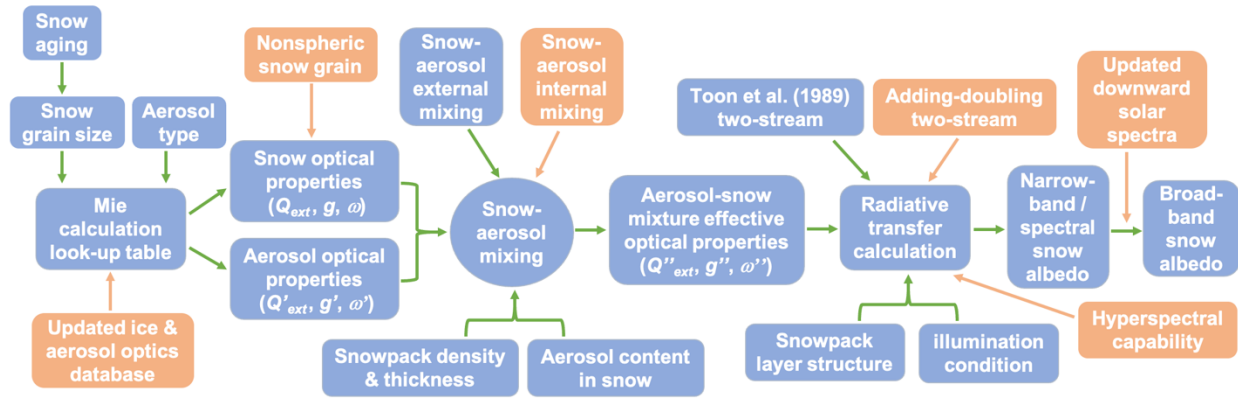 Snow
aging
Snow
grain size
Aerosol
type
Mie
calculation
look-up table
Updated ice &
aerosol optics
database
Nonspheric
snow grain
Snow optical
properties
(Qext, g, ω)
Aerosol optical
properties
(Q'ext, g', ω')
Snow-
aerosol
external
mixing
Snow-
aerosol
internal
mixing
Snow-
aerosol
mixing
Snowpack density
& thickness
Aerosol content
in snow
Aerosol-snow
mixture effective
optical properties
(Q''ext, g'', ω'')
Toon et al. (1989)
two-stream
Adding-doubling
two-stream
Radiative
transfer
calculation
Snowpack
layer structure
illumination
condition
Narrow-
band /
spectral
snow
albedo
Updated
downward
solar
spectra
Broad-
band
snow
albedo
Hyperspectral
capability